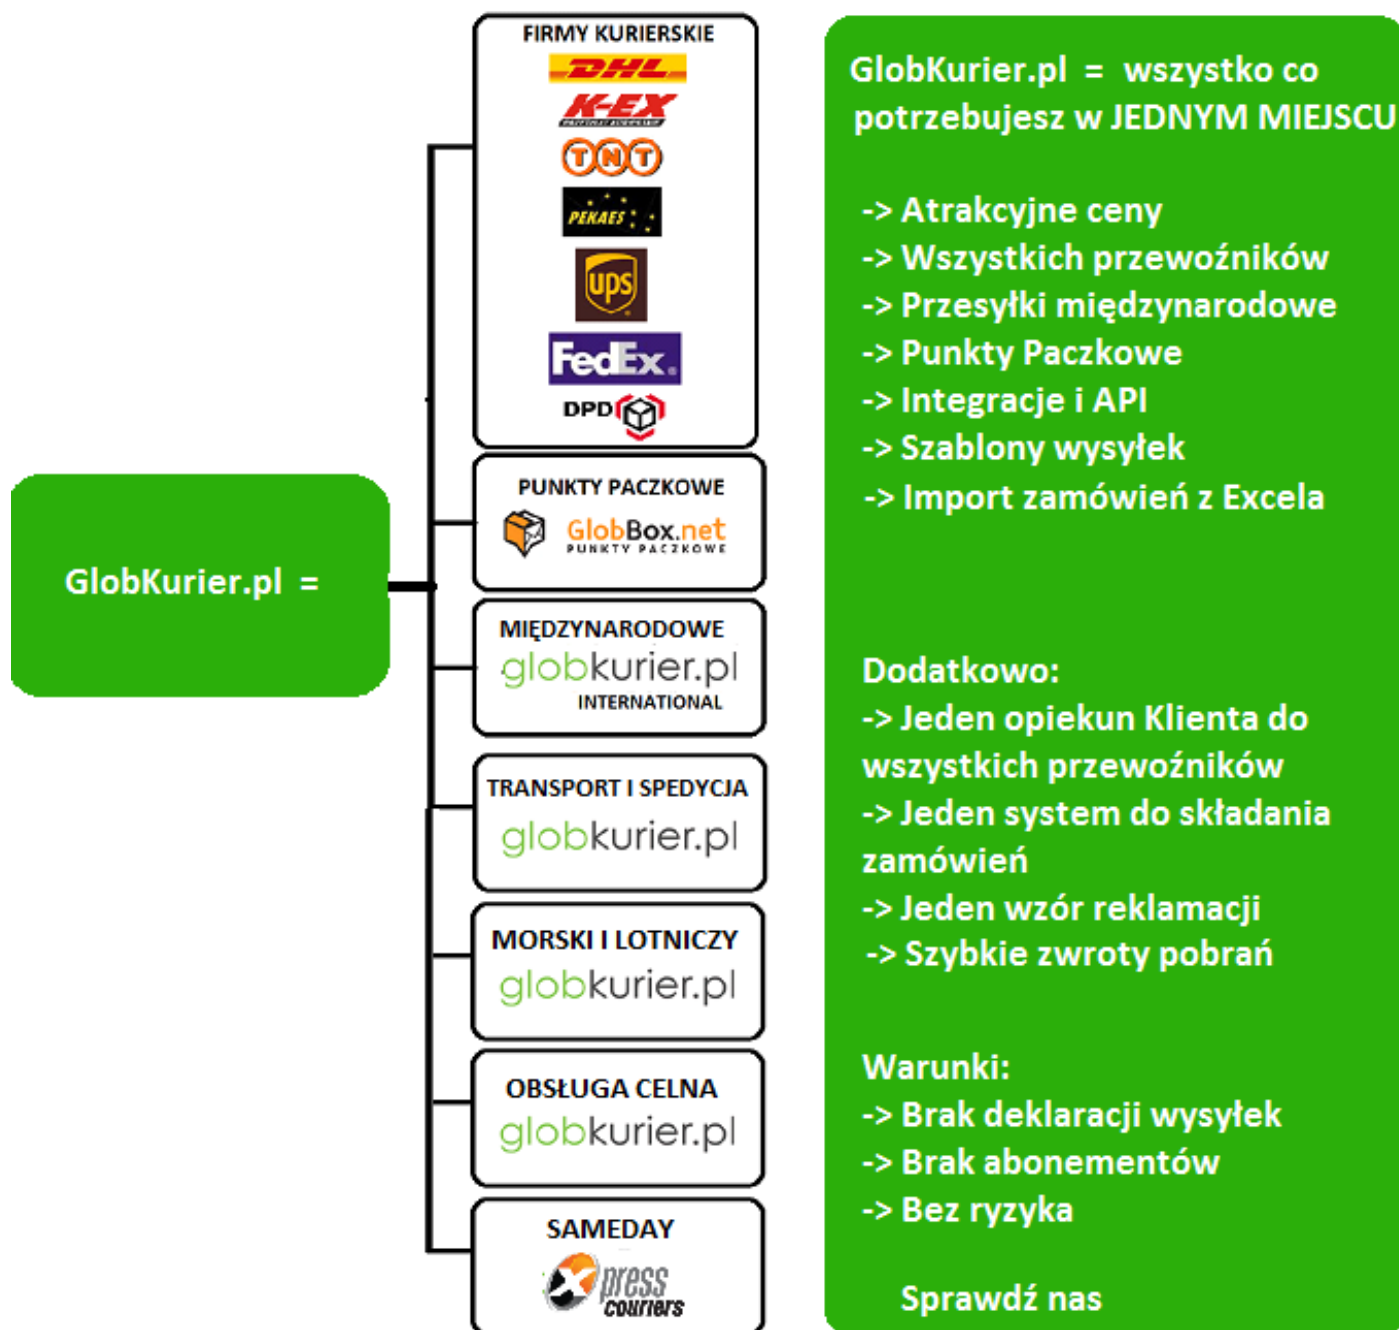 GlobKurier.pl =
FIRMY KURIERSKIE
DHL
K-EX
TNT
PEKAES
ups
FedEx®
DPD
PUNKTY PACZKOWE
GlobBox.net
PUNKTY PACZKOWE
MIĘDZYNARODOWE
globkurier.pl
INTERNATIONAL
TRANSPORT I SPEDYCJA
globkurier.pl
MORSKI I LOTNICZY
globkurier.pl
OBSŁUGA CELNA
globkurier.pl
SAMEDAY
xpress
couriers
GlobKurier.pl = wszystko co
potrzebujesz w JEDNYM MIEJSCU
-> Atrakcyjne ceny
-> Wszystkich przewoźników
-> Przesyłki międzynarodowe
-> Punkty Paczkowe
-> Integracje i API
-> Szablony wysyłek
-> Import zamówień z Excela
Dodatkowo:
-> Jeden opiekun Klienta do
wszystkich przewoźników
-> Jeden system do składania
zamówień
-> Jeden wzór reklamacji
-> Szybkie zwroty pobrań
Warunki:
-> Brak deklaracji wysyłek
-> Brak abonementów
-> Bez ryzyka
Sprawdź nas